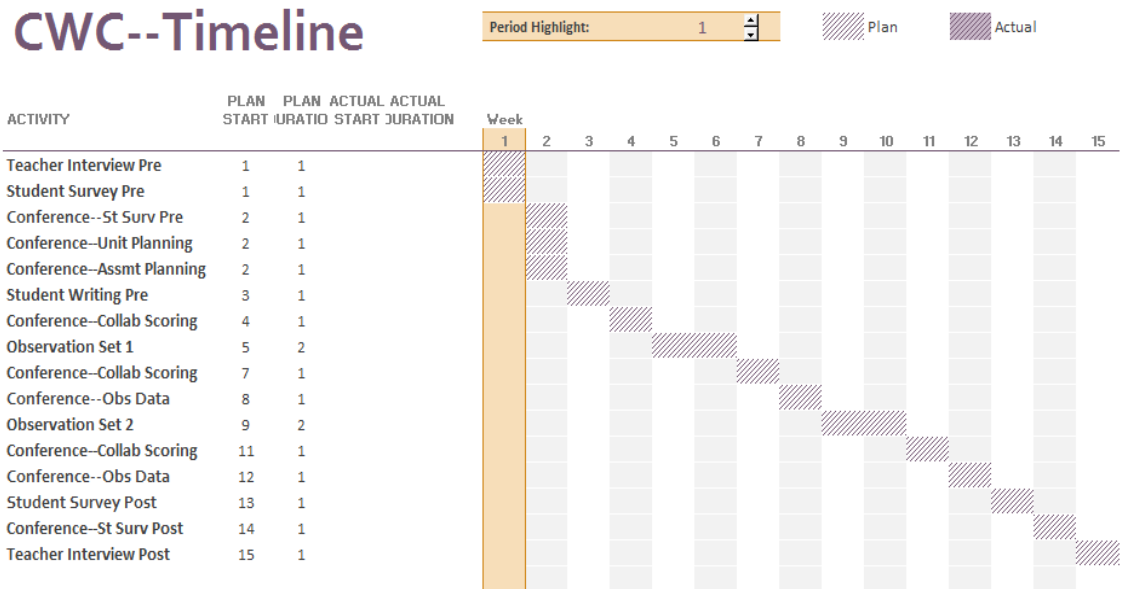 CWC--Timeline
Period Highlight: 1
Plan
Actual
PLAN PLAN ACTUAL ACTUAL
ACTIVITY START URATIO START DURATION Week
1 2 3 4 5 6 7 8 9 10 11 12 13 14 15
Teacher Interview Pre 1 1
Student Survey Pre 1 1
Conference--St Surv Pre 2 1
Conference--Unit Planning 2 1
Conference--Assmt Planning 2 1
Student Writing Pre 3 1
Conference--Collab Scoring 4 1
Observation Set 1 5 2
Conference--Collab Scoring 7 1
Conference--Obs Data 8 1
Observation Set 2 9 2
Conference--Collab Scoring 11 1
Conference--Obs Data 12 1
Student Survey Post 13 1
Conference--St Surv Post 14 1
Teacher Interview Post 15 1